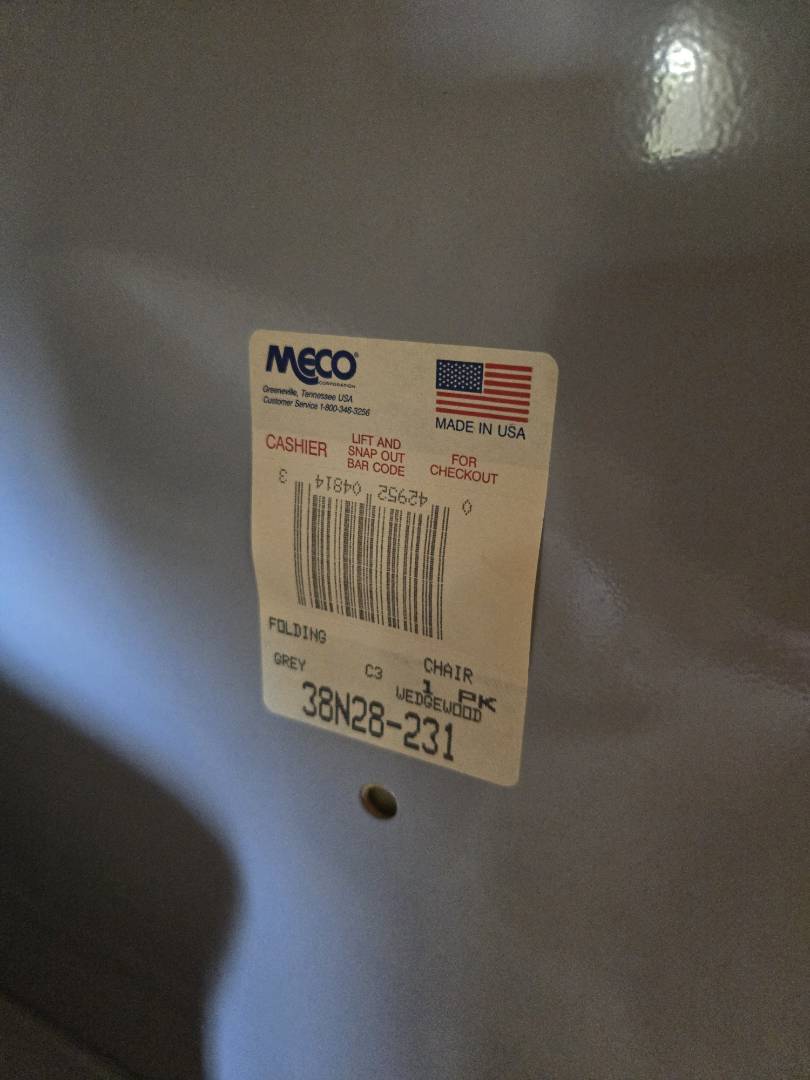 MECO®
CORPORATION
Greeneville, Tennessee USA
Customer Service 1-800-346-3256
MADE IN USA
CASHIER
LIFT AND
SNAP OUT
BAR CODE
FOR
CHECKOUT
0 42952 04814 3
FOLDING CHAIR
1 PK
GREY C3 WEDGEWOOD
38N28-231